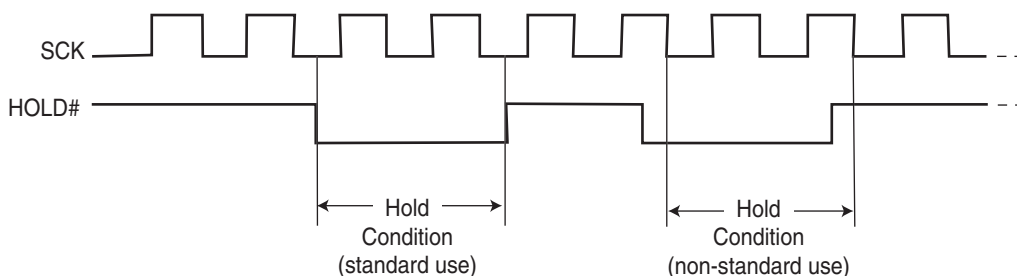 SCK
HOLD#
Hold
Condition
(standard use)
Hold
Condition
(non-standard use)